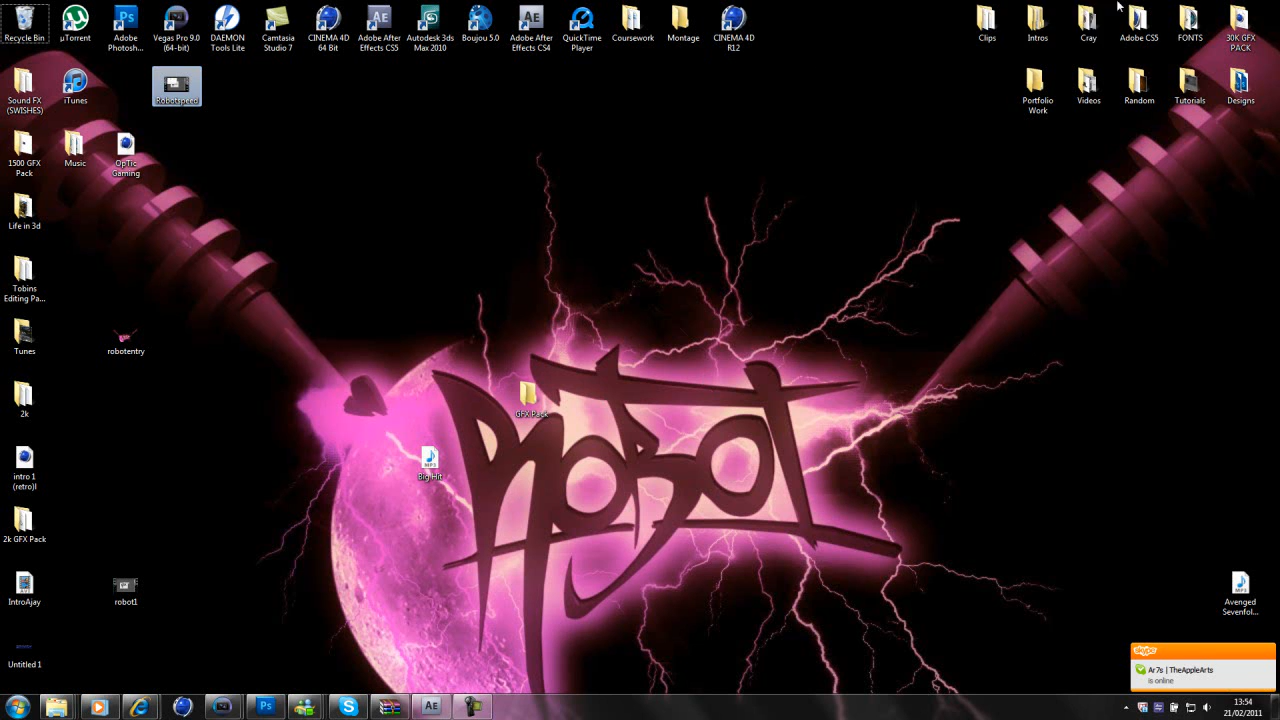 Recycle Bin
µTorrent
Adobe
Photosh...
Vegas Pro 9.0
(64-bit)
DAEMON
Tools Lite
Camtasia
Studio 7
CINEMA 4D
64 Bit
Adobe After
Effects CS5
Autodesk 3ds
Max 2010
Boujou 5.0
Adobe After
Effects CS4
QuickTime
Player
Coursework
Montage
CINEMA 4D
R12
Clips
Intros
Cray
Adobe CS5
FONTS
30K GFX
PACK
Sound FX
(SWISHES)
iTunes
Robotspeed
Portfolio
Work
Videos
Random
Tutorials
Designs
1500 GFX
Pack
Music
OpTic
Gaming
Life in 3d
Tobins
Editing Pa...
Tunes
robotentry
2k
GFX Pack
ROBOT
Big Hit
intro 1
(retro)l
2k GFX Pack
IntroAjay
robot1
Avenged
Sevenfol...
Untitled 1
skype
Ar7s | TheAppleArts
is online
13:54
21/02/2011